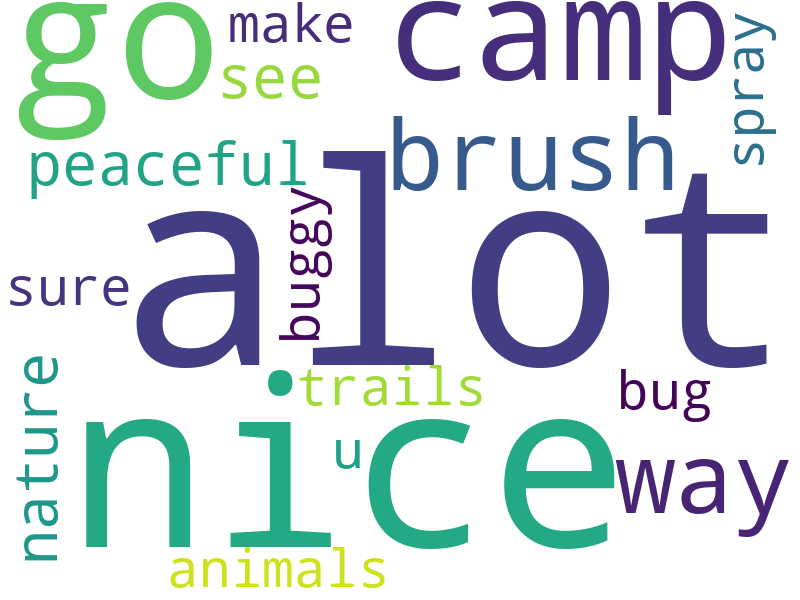 go
make
camp
see
spray
peaceful
brush
alot
buggy
sure
nature
trails
bug
nice
u
way
animals